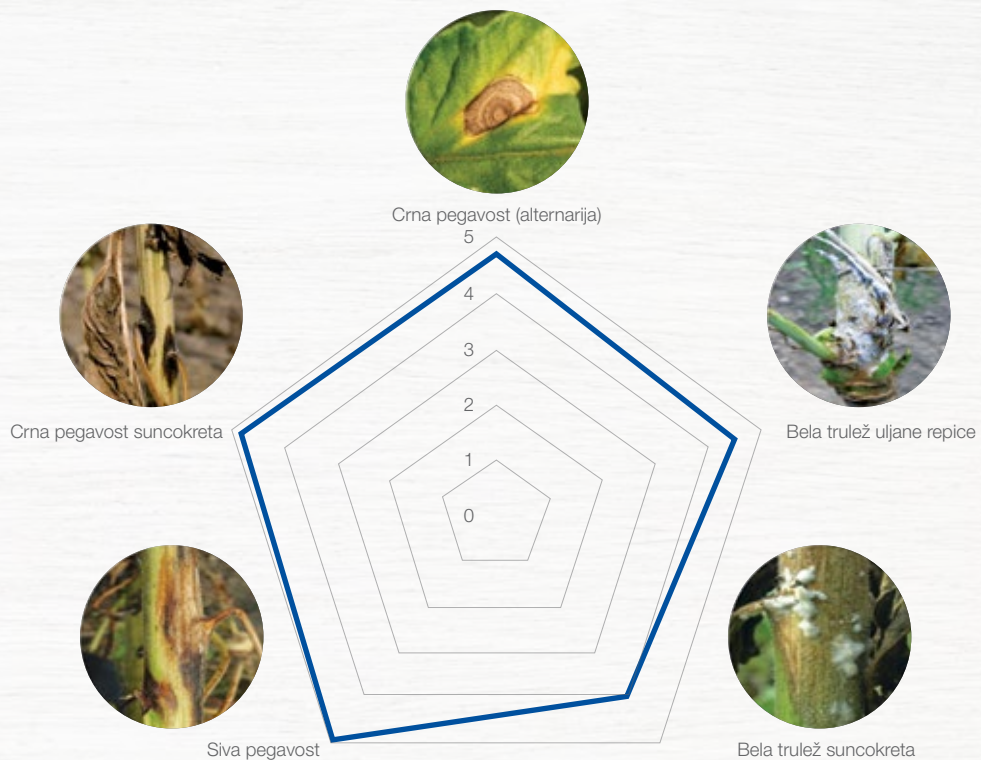 Crna pegavost (alternarija)
5
4
3
2
1
0
Crna pegavost suncokreta
Bela trulež uljane repice
Siva pegavost
Bela trulež suncokreta